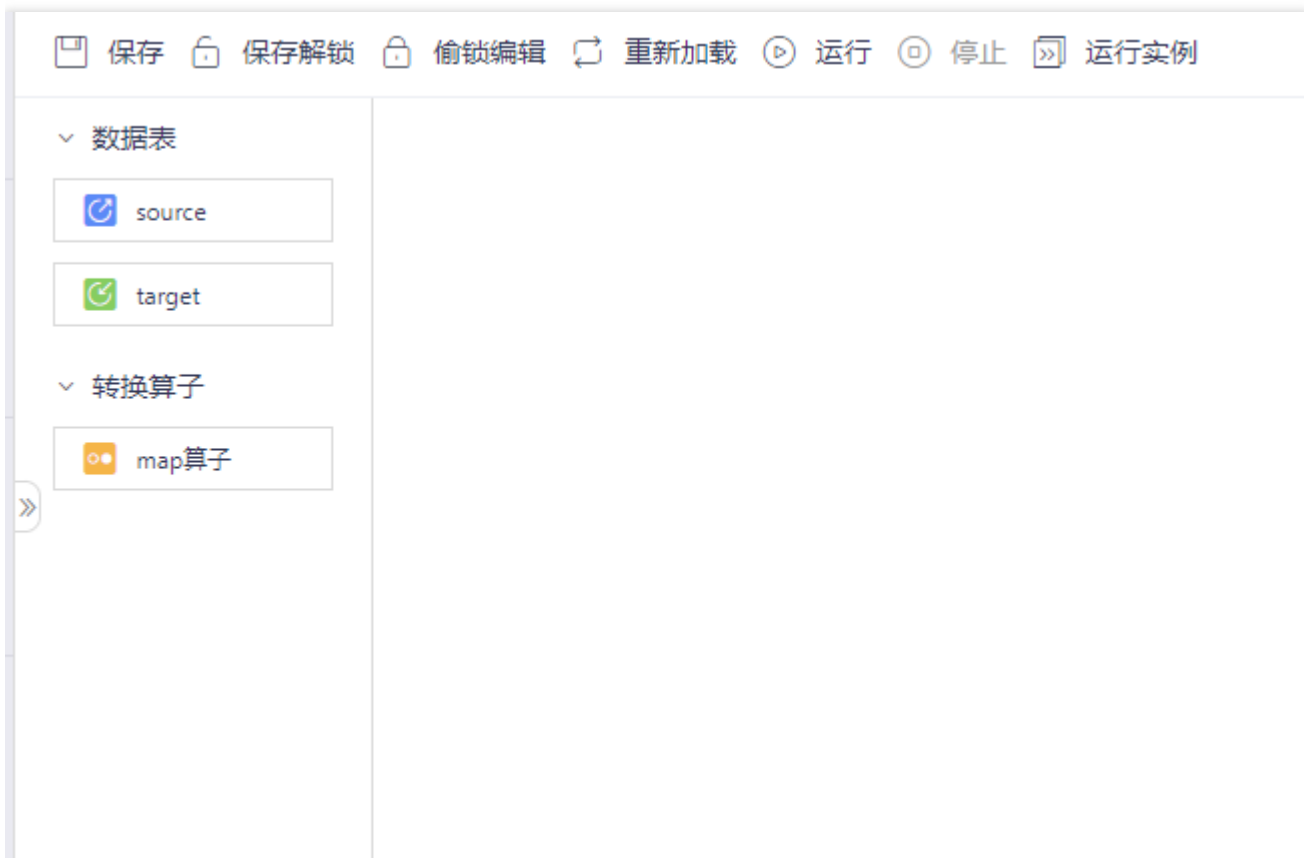 保存 保存解锁 偷锁编辑 重新加载 运行 停止 运行实例
数据表
source
target
转换算子
map算子